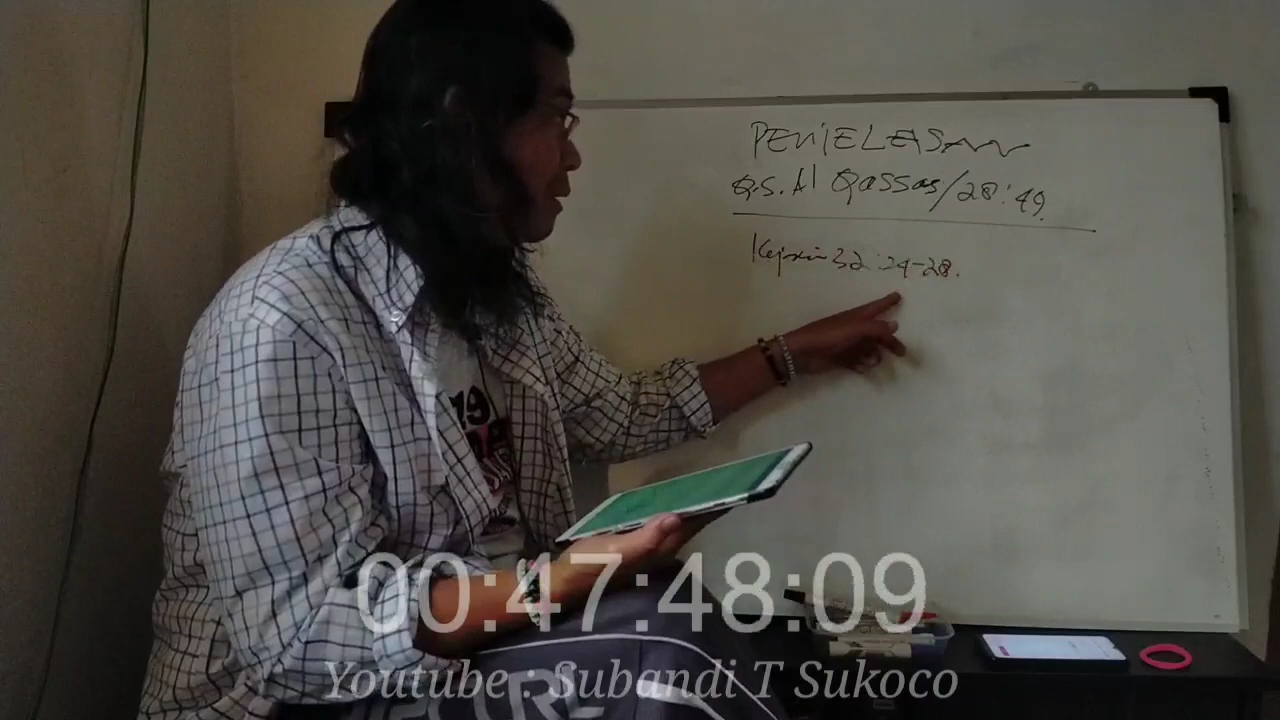 PENJELASAN
Q.S. Al Qassas/28:49.
Kejadian 32:24-28.
00:47:48:09
Youtube : Subandi T Sukoco